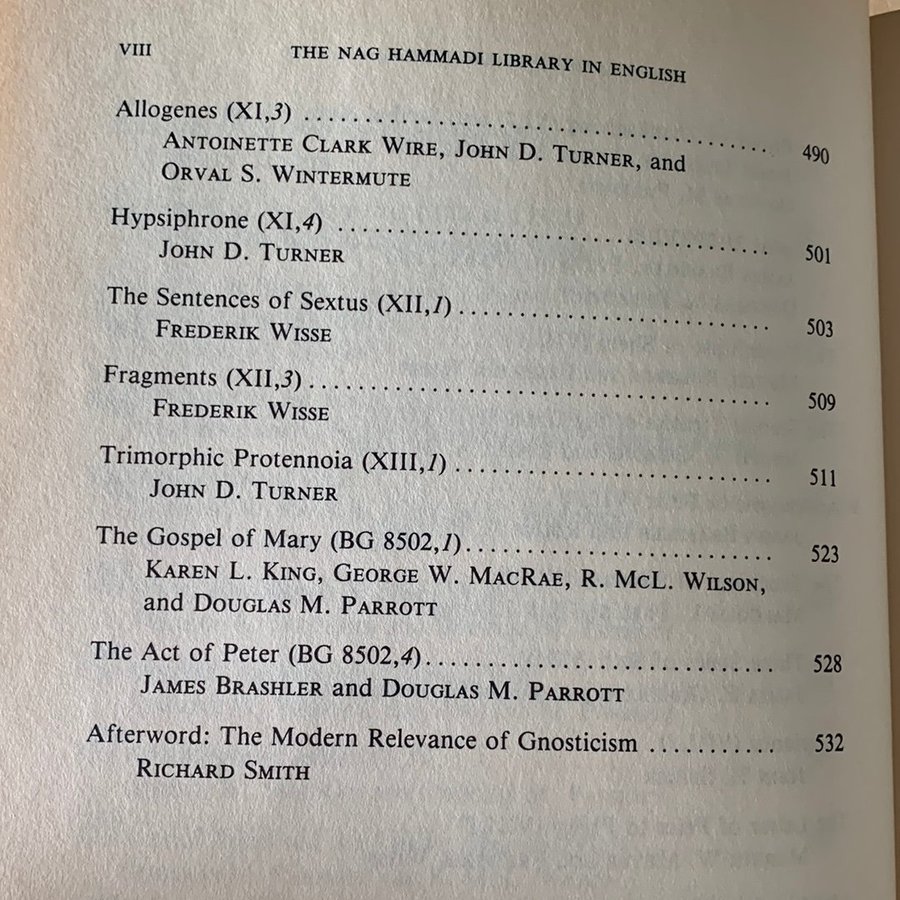 VIII THE NAG HAMMADI LIBRARY IN ENGLISH
Allogenes (XI,3) ........................................ 490
ANTOINETTE CLARK WIRE, JOHN D. TURNER, and
ORVAL S. WINTERMUTE
Hypsiphrone (XI,4) ........................................ 501
JOHN D. TURNER
The Sentences of Sextus (XII,1) ............................ 503
FREDERIK WISSE
Fragments (XII,3) ........................................ 509
FREDERIK WISSE
Trimorphic Protennoia (XIII,1) ............................ 511
JOHN D. TURNER
The Gospel of Mary (BG 8502,1) ............................ 523
KAREN L. KING, GEORGE W. MACRAE, R. MCL. WILSON,
and DOUGLAS M. PARROTT
The Act of Peter (BG 8502,4) .............................. 528
JAMES BRASHLER and DOUGLAS M. PARROTT
Afterword: The Modern Relevance of Gnosticism ........... 532
RICHARD SMITH